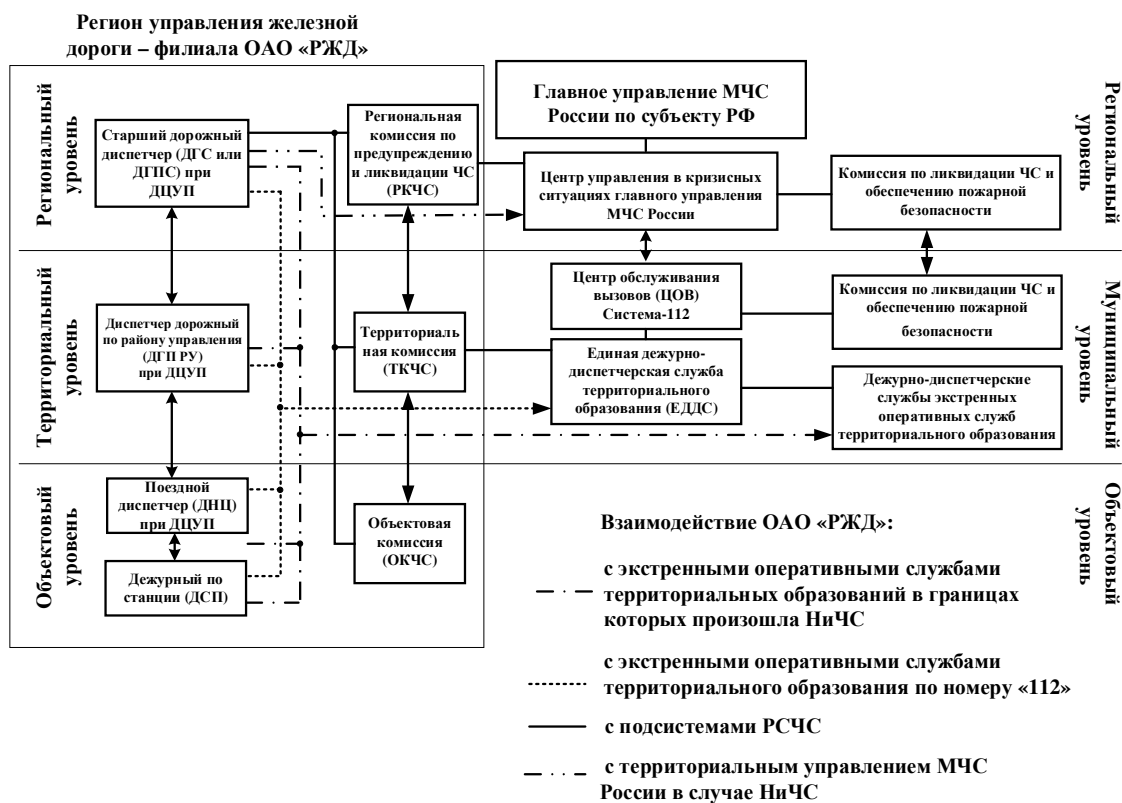 Регион управления железной
дороги – филиала ОАО «РЖД»
Региональный
уровень
Старший дорожный
диспетчер (ДГС или
ДГПС) при
ДЦУП
Региональная
комиссия по
предупреждению
и ликвидации ЧС
(РКЧС)
Главное управление МЧС
России по субъекту РФ
Центр управления в кризисных
ситуациях главного управления
МЧС России
Комиссия по ликвидации ЧС и
обеспечению пожарной
безопасности
Региональный
уровень
Территориальный
уровень
Диспетчер дорожный
по району управления
(ДГП РУ)
при ДЦУП
Территориаль
ная комиссия
(ТКЧС)
Центр обслуживания
вызовов (ЦОВ)
Система-112
Единая дежурно-
диспетчерская служба
территориального
образования (ЕДДС)
Комиссия по ликвидации ЧС и
обеспечению пожарной
безопасности
Дежурно-диспетчерские
службы экстренных
оперативных служб
территориального образования
Муниципальный
уровень
Объектовый
уровень
Поездной
диспетчер (ДНЦ)
при ДЦУП
Дежурный по
станции (ДСП)
Объектовая
комиссия
(ОКЧС)
Объектовый
уровень
Взаимодействие ОАО «РЖД»:
с экстренными оперативными службами
территориальных образований в границах
которых произошла НиЧС
с экстренными оперативными службами
территориального образования по номеру «112»
с подсистемами РСЧС
с территориальным управлением МЧС
России в случае НиЧС